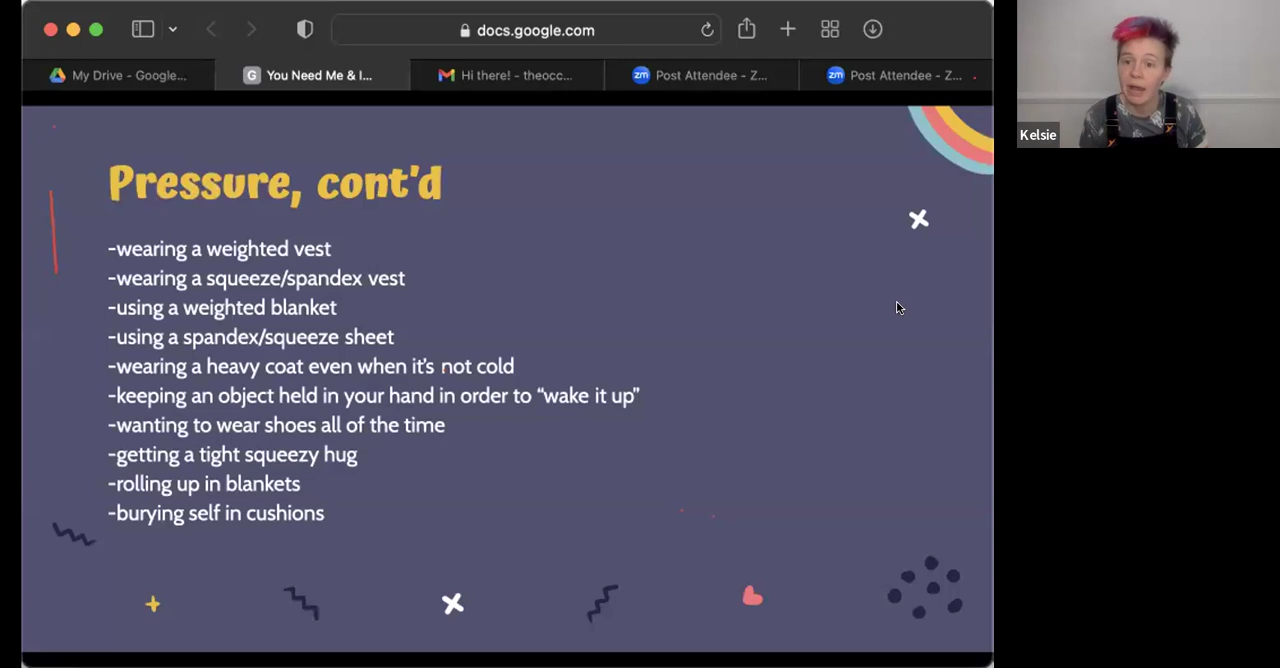 docs.google.com
My Drive - Google...
You Need Me & I...
Hi there! - theocc...
zm Post Attendee - Z...
zm Post Attendee - Z...
Pressure, cont'd
-wearing a weighted vest
-wearing a squeeze/spandex vest
-using a weighted blanket
-using a spandex/squeeze sheet
-wearing a heavy coat even when it's not cold
-keeping an object held in your hand in order to “wake it up”
-wanting to wear shoes all of the time
-getting a tight squeezy hug
-rolling up in blankets
-burying self in cushions
Kelsie